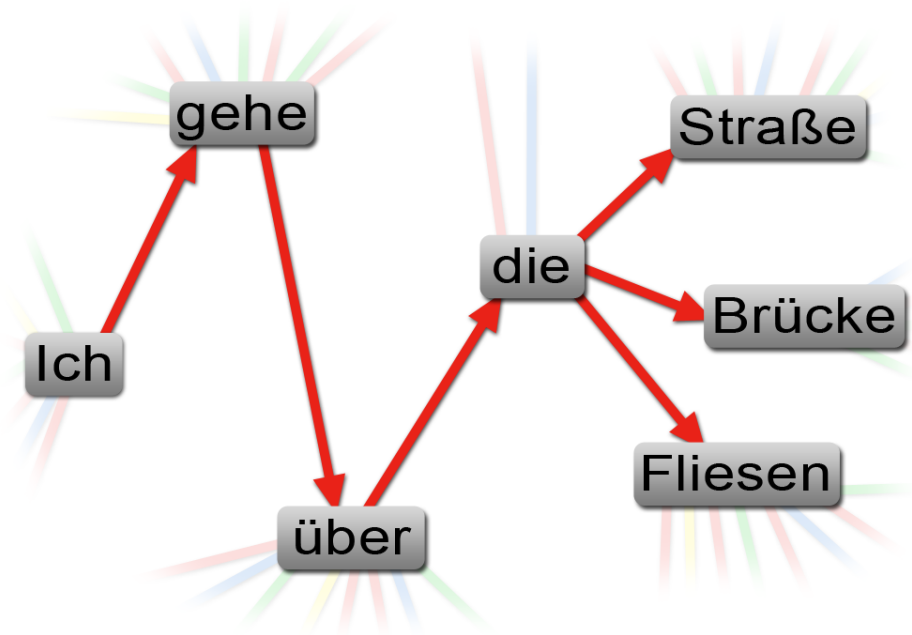 Ich
gehe
über
die
Straße
Brücke
Fliesen